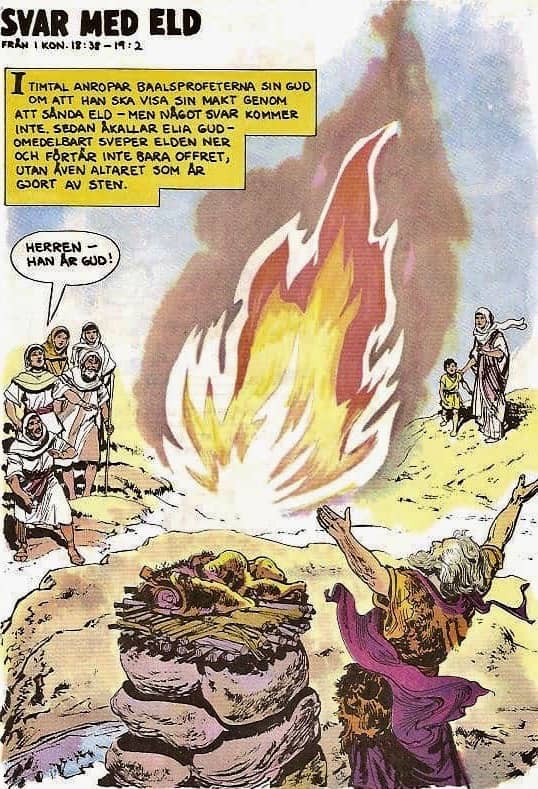 SVAR MED ELD
FRÅN I KON. 18:38-19:2
I TIMTAL ANROPAR BAALSPROFETERNA SIN GUD
OM ATT HAN SKA VISA SIN MAKT GENOM
ATT SÄNDA ELD - MEN NÅGOT SVAR KOMMER
INTE. SEDAN ÅKALLAR ELIA GUD -
OMEDELBART SVEPER ELDEN NER
OCH FÖRTÄR INTE BARA OFFRET,
UTAN ÄVEN ALTARET SOM ÄR
GJORT AV STEN.
HERREN -
HAN ÄR GUD!